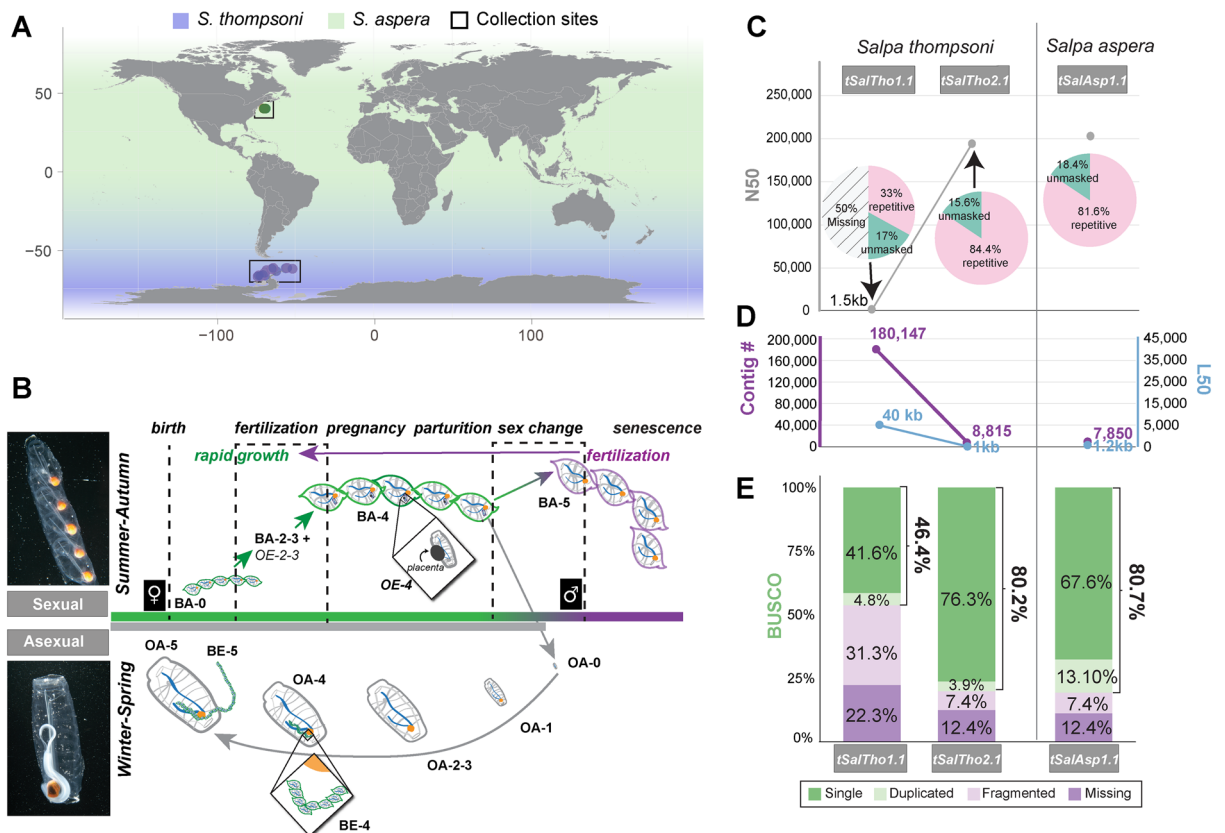 A
S. thompsoni
S. aspera
Collection sites
50
0
−50
−100
0
100
B
birth
fertilization
pregnancy
parturition
sex change
senescence
rapid growth
fertilization
Summer-Autumn
BA-4
BA-5
BA-2-3 +
OE-2-3
placenta
OE-4
BA-0
♀
♂
Sexual
Asexual
Winter-Spring
OA-5
BE-5
OA-4
OA-0
OA-1
OA-2-3
BE-4
C
Salpa thompsoni
Salpa aspera
tSalTho1.1
tSalTho2.1
tSalAsp1.1
N50
250,000
200,000
150,000
100,000
50,000
0
50%
Missing
33%
repetitive
17%
unmasked
15.6%
unmasked
84.4%
repetitive
18.4%
unmasked
81.6%
repetitive
1.5kb
D
Contig #
200,000
160,000
120,000
80,000
40,000
0
180,147
40 kb
8,815
1kb
7,850
1.2kb
45,000
35,000
25,000
15,000
5,000
0
L50
E
BUSCO
100%
75%
50%
25%
0%
41.6%
4.8%
31.3%
22.3%
46.4%
76.3%
3.9%
7.4%
12.4%
80.2%
67.6%
13.10%
7.4%
12.4%
80.7%
tSalTho1.1
tSalTho2.1
tSalAsp1.1
Single
Duplicated
Fragmented
Missing